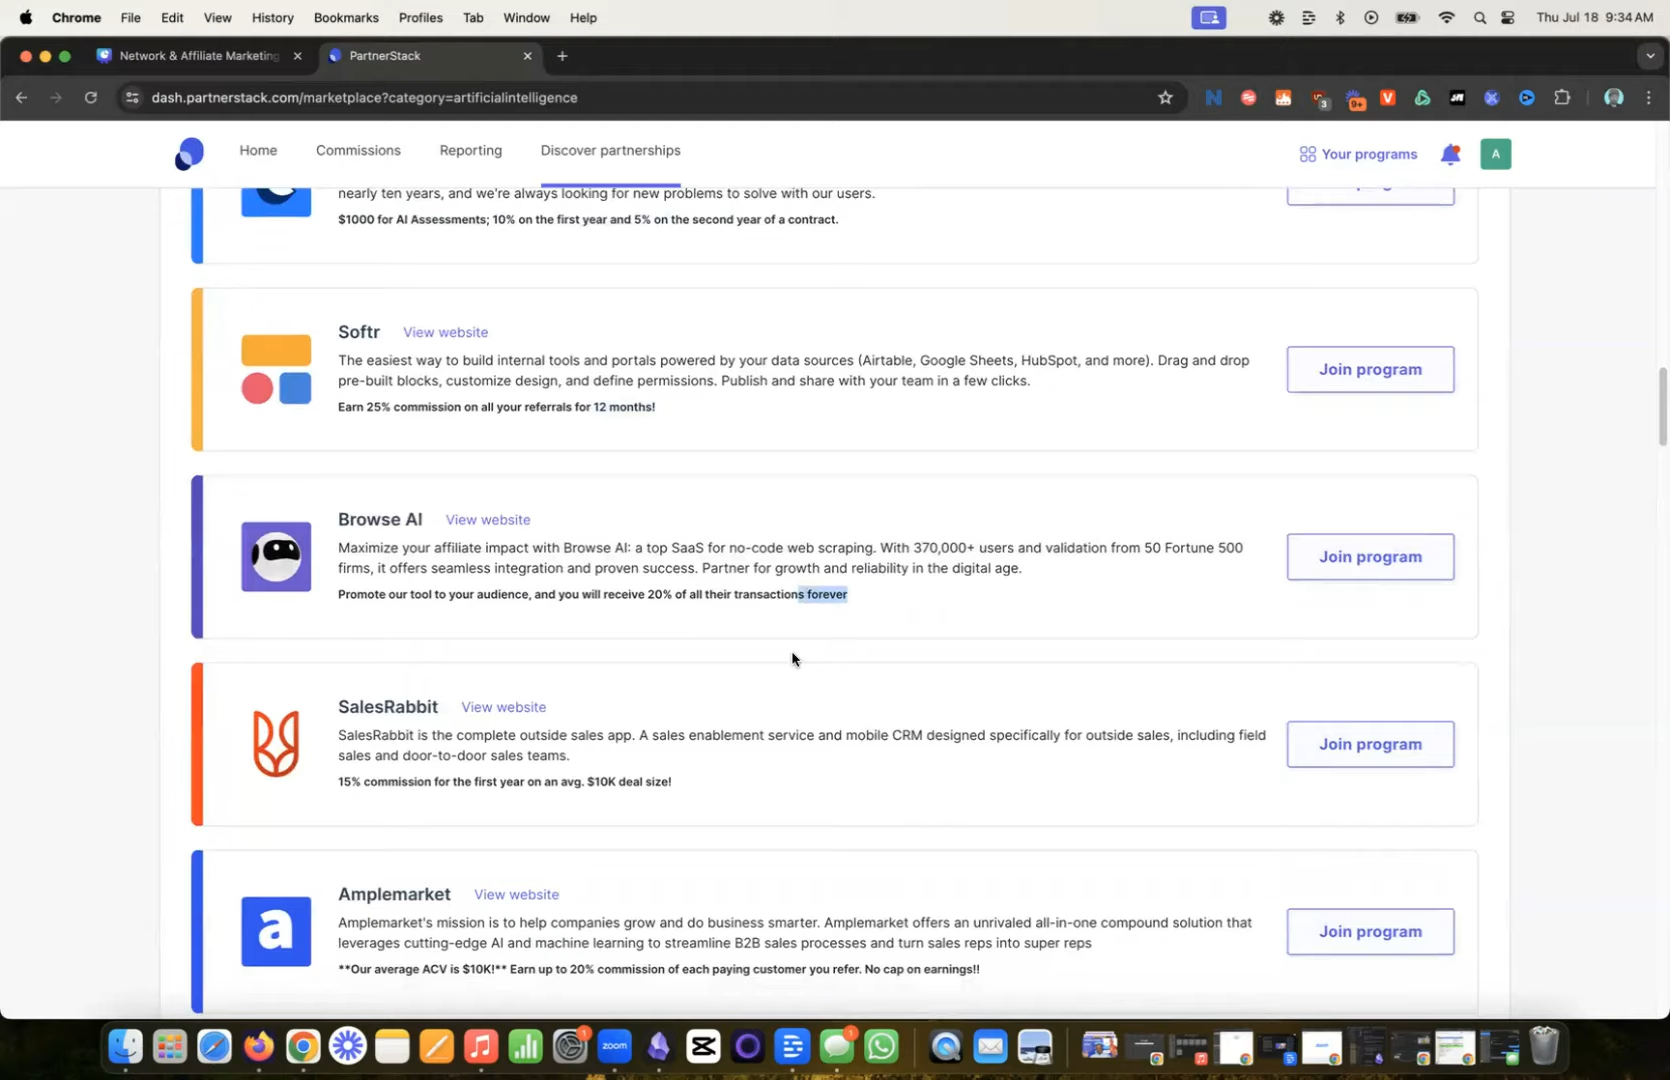 Chrome File Edit View History Bookmarks Profiles Tab Window Help Thu Jul 18 9:34 AM
Network & Affiliate Marketing PartnerStack
dash.partnerstack.com/marketplace?category=artificialintelligence
Home Commissions Reporting Discover partnerships Your programs A
nearly ten years, and we're always looking for new problems to solve with our users.
$1000 for AI Assessments; 10% on the first year and 5% on the second year of a contract.
Softr View website
The easiest way to build internal tools and portals powered by your data sources (Airtable, Google Sheets, HubSpot, and more). Drag and drop
pre-built blocks, customize design, and define permissions. Publish and share with your team in a few clicks.
Earn 25% commission on all your referrals for 12 months!
Join program
Browse AI View website
Maximize your affiliate impact with Browse AI: a top SaaS for no-code web scraping. With 370,000+ users and validation from 50 Fortune 500
firms, it offers seamless integration and proven success. Partner for growth and reliability in the digital age.
Promote our tool to your audience, and you will receive 20% of all their transactions forever
Join program
SalesRabbit View website
SalesRabbit is the complete outside sales app. A sales enablement service and mobile CRM designed specifically for outside sales, including field
sales and door-to-door sales teams.
15% commission for the first year on an avg. $10K deal size!
Join program
Amplemarket View website
Amplemarket's mission is to help companies grow and do business smarter. Amplemarket offers an unrivaled all-in-one compound solution that
leverages cutting-edge AI and machine learning to streamline B2B sales processes and turn sales reps into super reps
**Our average ACV is $10K!** Earn up to 20% commission of each paying customer you refer. No cap on earnings!!
Join program
a
zoom